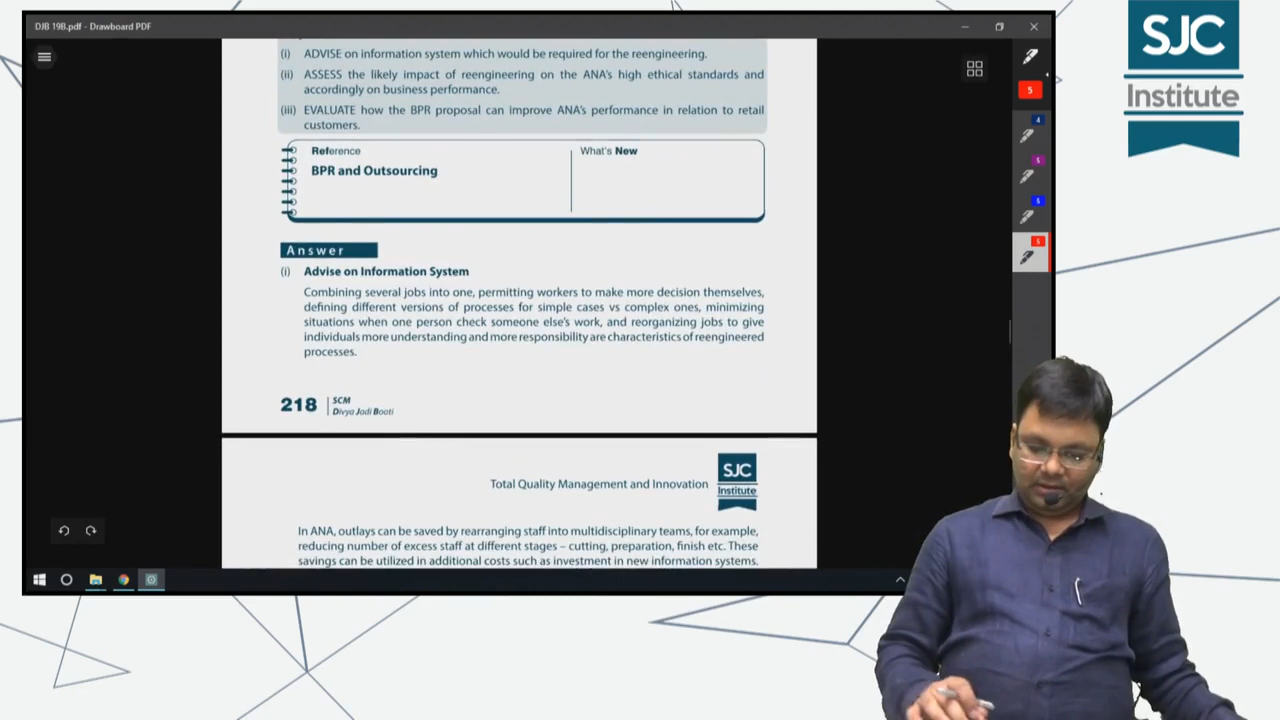 DJB 19B.pdf - Drawboard PDF
SJC
Institute
(i) ADVISE on information system which would be required for the reengineering.
(ii) ASSESS the likely impact of reengineering on the ANA's high ethical standards and
accordingly on business performance.
(iii) EVALUATE how the BPR proposal can improve ANA's performance in relation to retail
customers.
5
4
5
5
5
Reference
What's New
BPR and Outsourcing
Answer
(i) Advise on Information System
Combining several jobs into one, permitting workers to make more decision themselves,
defining different versions of processes for simple cases vs complex ones, minimizing
situations when one person check someone else's work, and reorganizing jobs to give
individuals more understanding and more responsibility are characteristics of reengineered
processes.
218 SCM
Divya Jadi Booti
Total Quality Management and Innovation
SJC
Institute
In ANA, outlays can be saved by rearranging staff into multidisciplinary teams, for example,
reducing number of excess staff at different stages – cutting, preparation, finish etc. These
savings can be utilized in additional costs such as investment in new information systems.